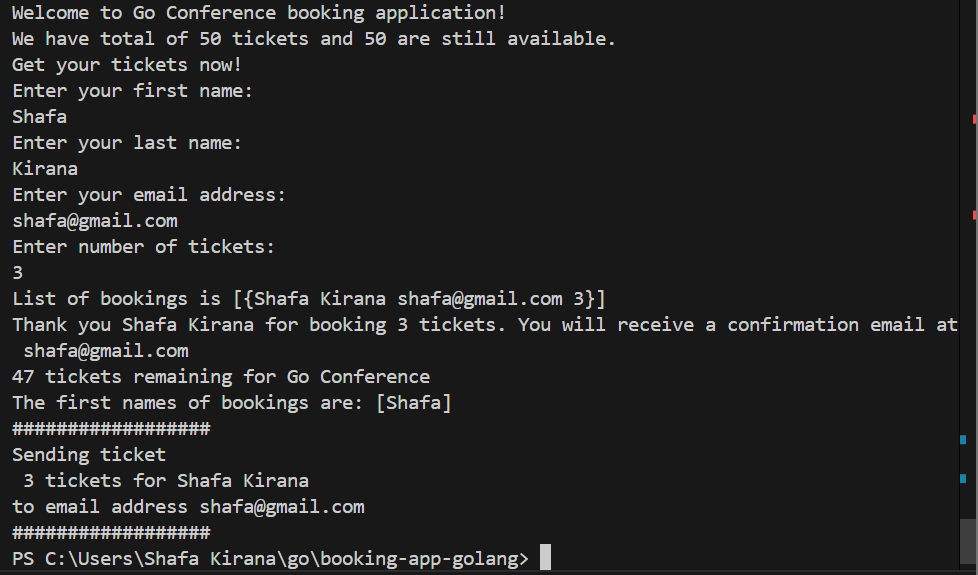 Welcome to Go Conference booking application!
We have total of 50 tickets and 50 are still available.
Get your tickets now!
Enter your first name:
Shafa
Enter your last name:
Kirana
Enter your email address:
shafa@gmail.com
Enter number of tickets:
3
List of bookings is [{Shafa Kirana shafa@gmail.com 3}]
Thank you Shafa Kirana for booking 3 tickets. You will receive a confirmation email at
 shafa@gmail.com
47 tickets remaining for Go Conference
The first names of bookings are: [Shafa]
##################
Sending ticket
 3 tickets for Shafa Kirana
to email address shafa@gmail.com
##################
PS C:\Users\Shafa Kirana\go\booking-app-golang>